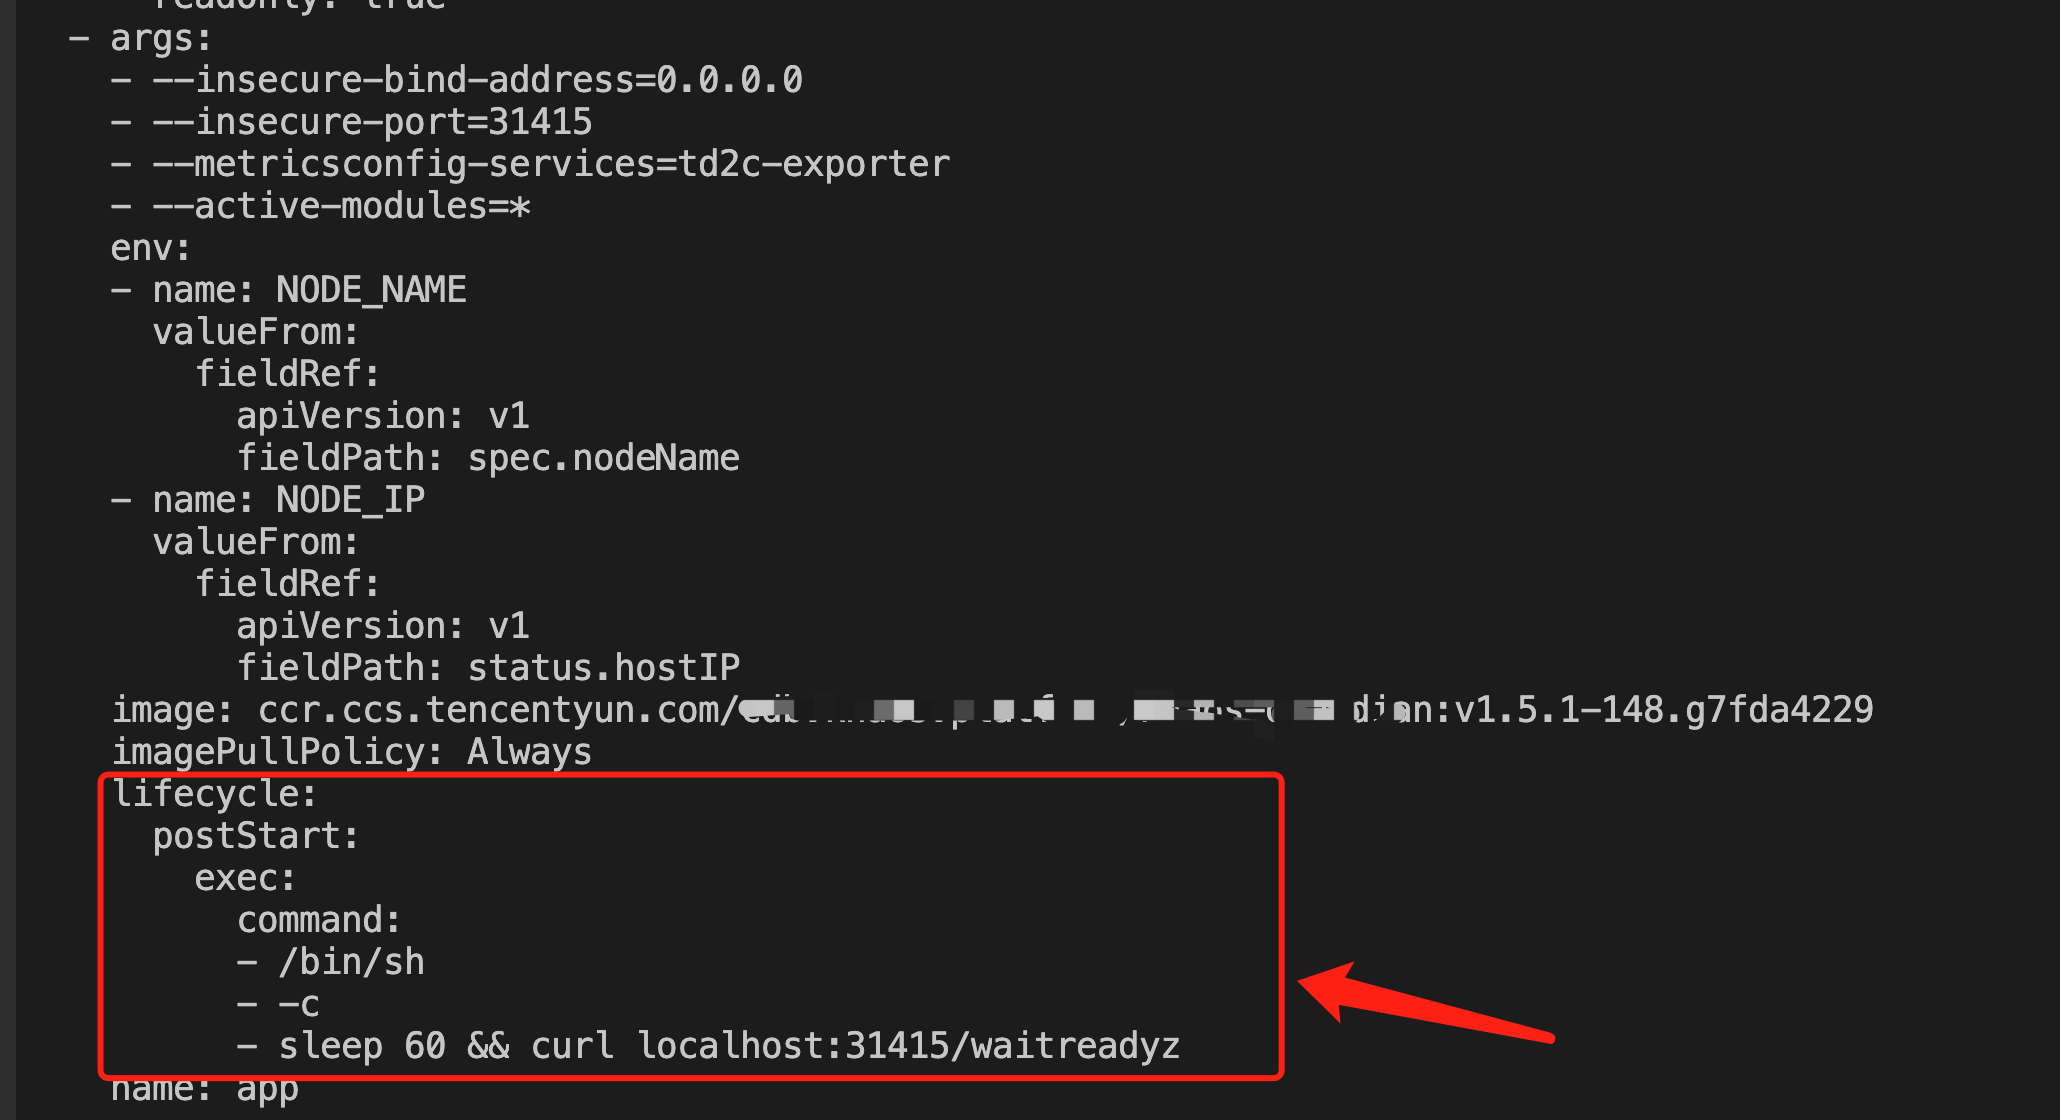 readonly: true
- args:
- --insecure-bind-address=0.0.0.0
- --insecure-port=31415
- --metricsconfig-services=td2c-exporter
- --active-modules=*
env:
- name: NODE_NAME
valueFrom:
fieldRef:
apiVersion: v1
fieldPath: spec.nodeName
- name: NODE_IP
valueFrom:
fieldRef:
apiVersion: v1
fieldPath: status.hostIP
image: ccr.ccs.tencentyun.com/ :v1.5.1-148.g7fda4229
imagePullPolicy: Always
lifecycle:
postStart:
exec:
command:
- /bin/sh
- -c
- sleep 60 && curl localhost:31415/waitreadyz
name: app